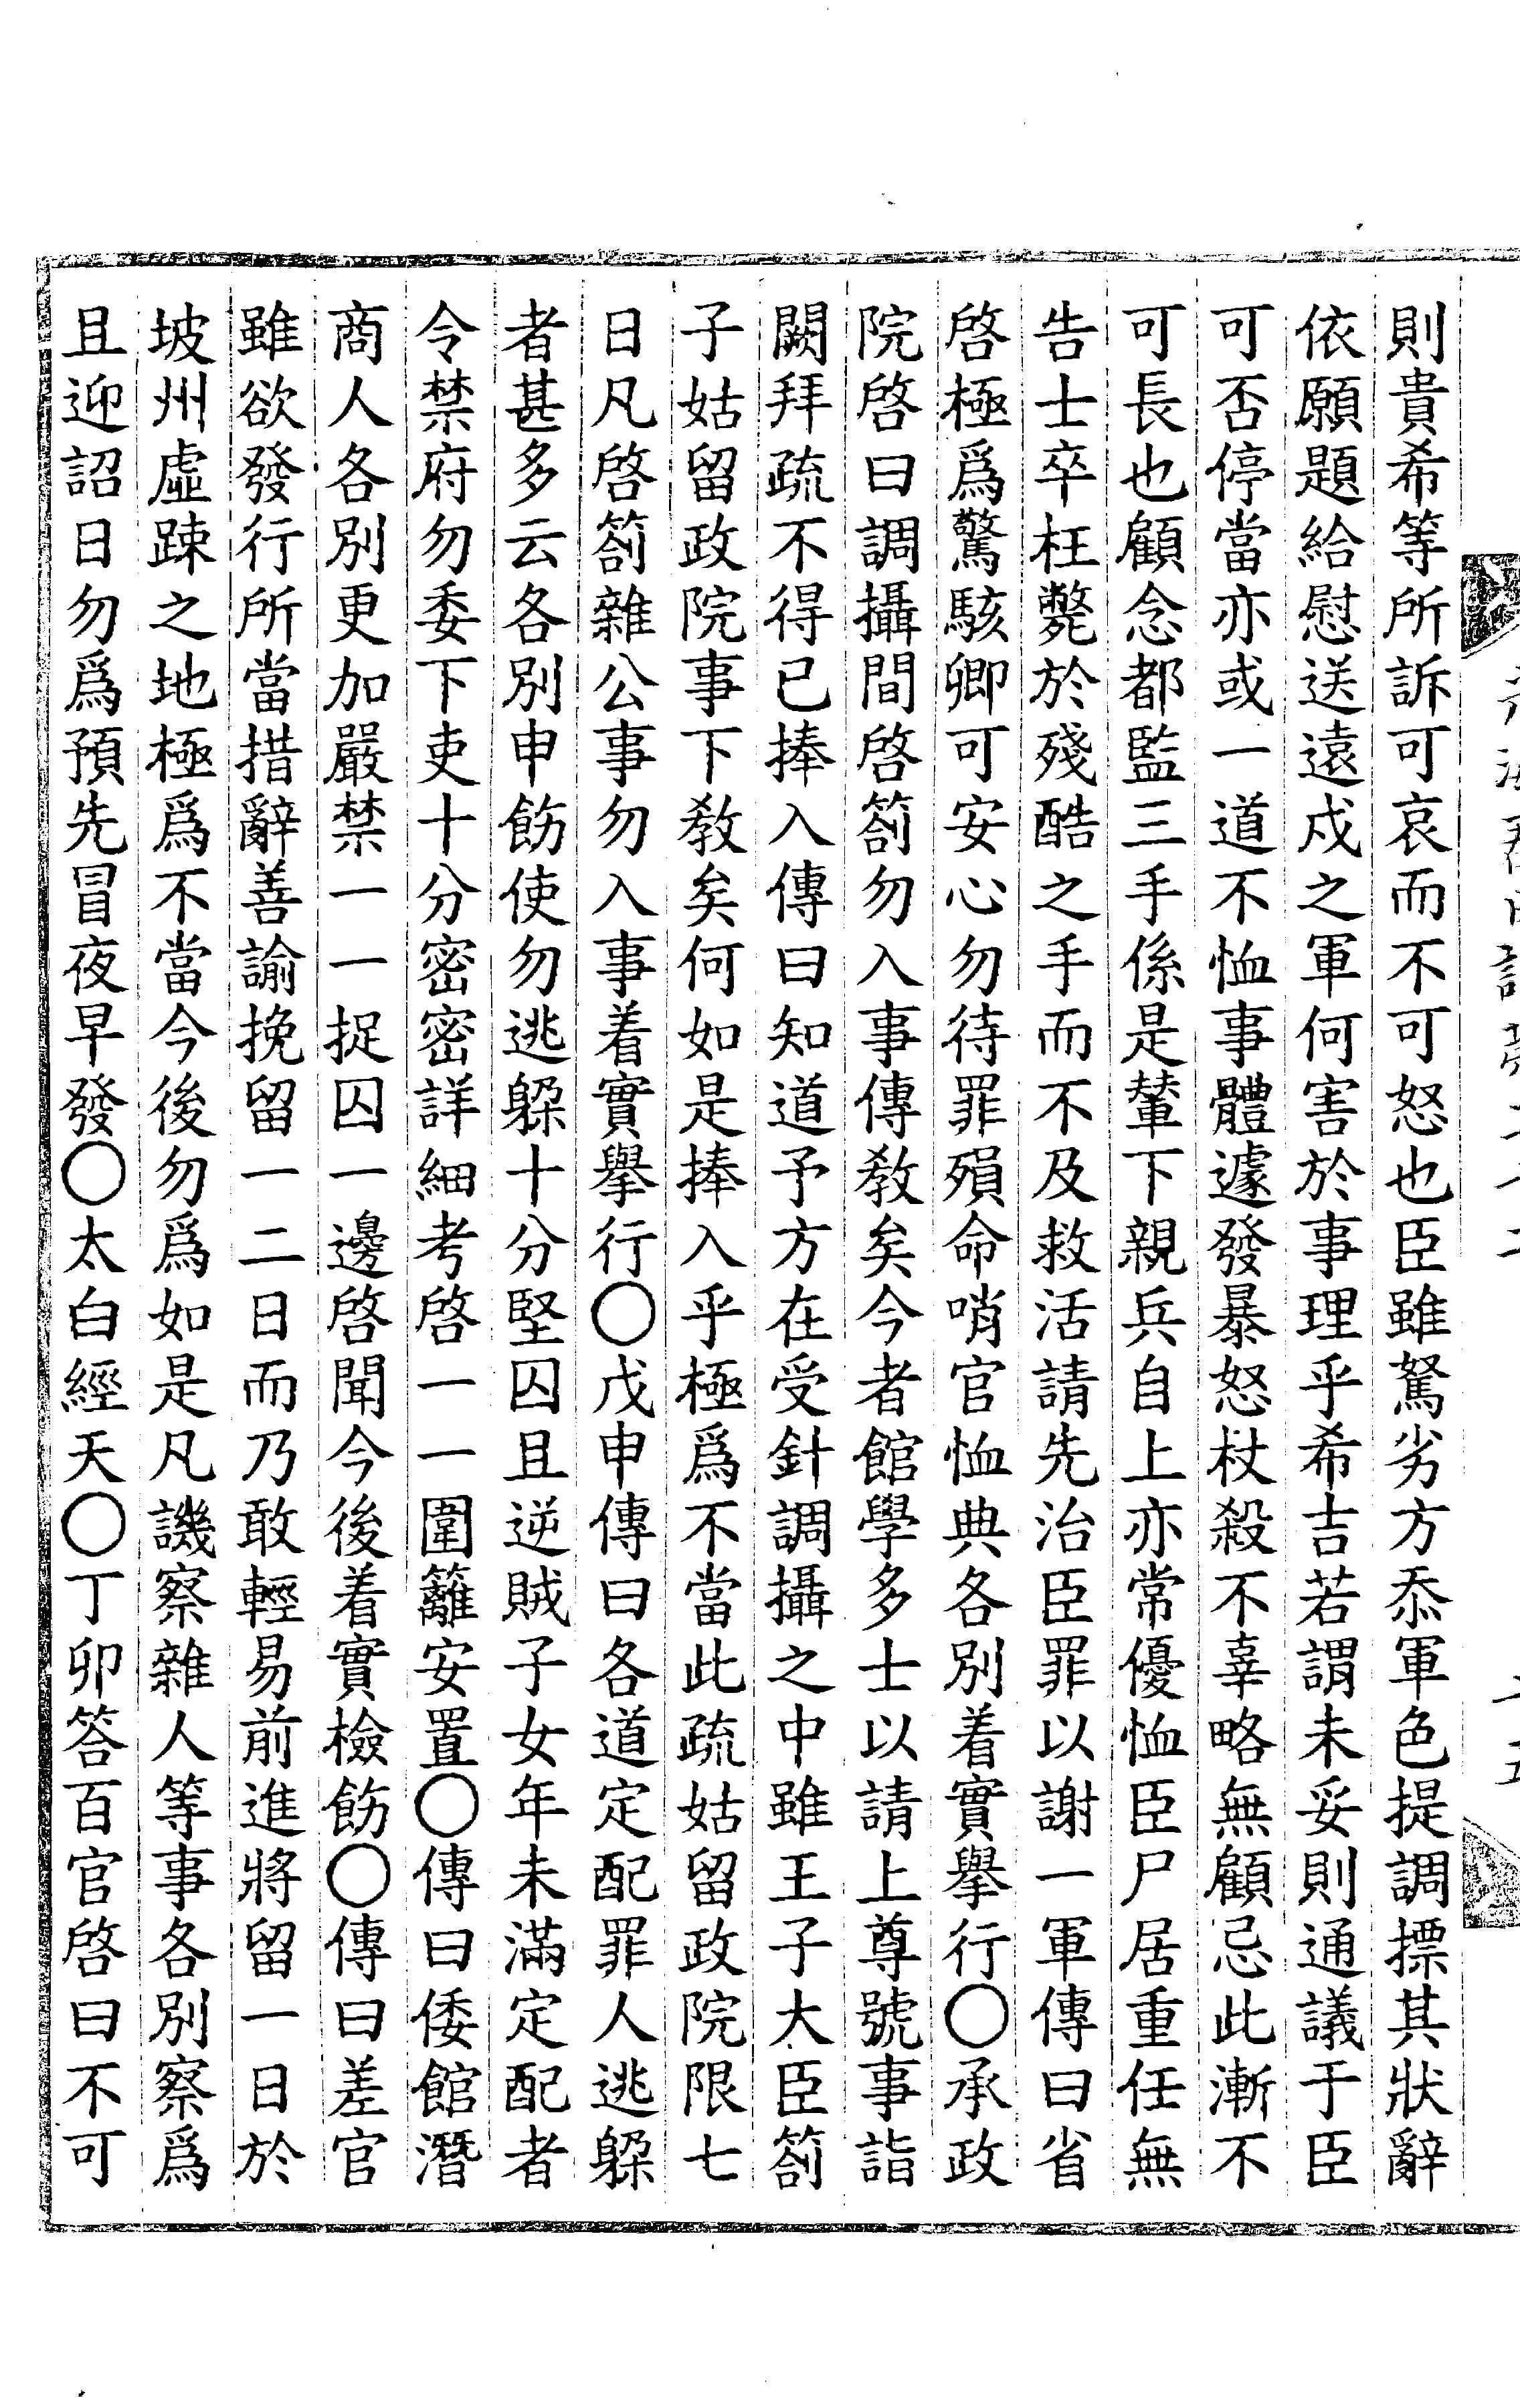 則貴希等所訴可哀而不可怒也臣雖駑劣方忝軍色提調摽其狀辭
依願題給慰送遠戍之軍何害於事理乎希吉若謂未妥則通議于臣
可否停當亦或一道不恤事體遽發暴怒杖殺不辜略無顧忌此漸不
可長也顧念都監三手係是輦下親兵自上亦常優恤臣尸居重任無
告士卒枉斃於殘酷之手而不及救活請先治臣罪以謝一軍傳曰省
啓極爲驚駭卿可安心勿待罪殞命哨官恤典各別着實擧行〇承政
院啓曰調攝間啓劄勿入事傳教矣今者館學多士以請上尊號事詣
闕拜疏不得已捧入傳曰知道予方在受針調攝之中雖王子大臣劄
子姑留政院事下教矣何如是捧入乎極爲不當此疏姑留政院限七
日凡啓劄雜公事勿入事着實擧行〇戊申傳曰各道定配罪人逃躱
者甚多云各別申飭使勿逃躱十分堅囚且逆賊子女年未滿定配者
令禁府勿委下吏十分密密詳細考啓一一圍籬安置〇傳曰倭館潛
商人各別更加嚴禁一一捉囚一邊啓聞今後着實檢飭〇傳曰差官
雖欲發行所當措辭善諭挽留一二日而乃敢輕易前進將留一日於
坡州虛踈之地極爲不當今後勿爲如是凡譏察雜人等事各別察爲
且迎詔日勿爲預先冒夜早發〇太白經天〇丁卯答百官啓曰不可